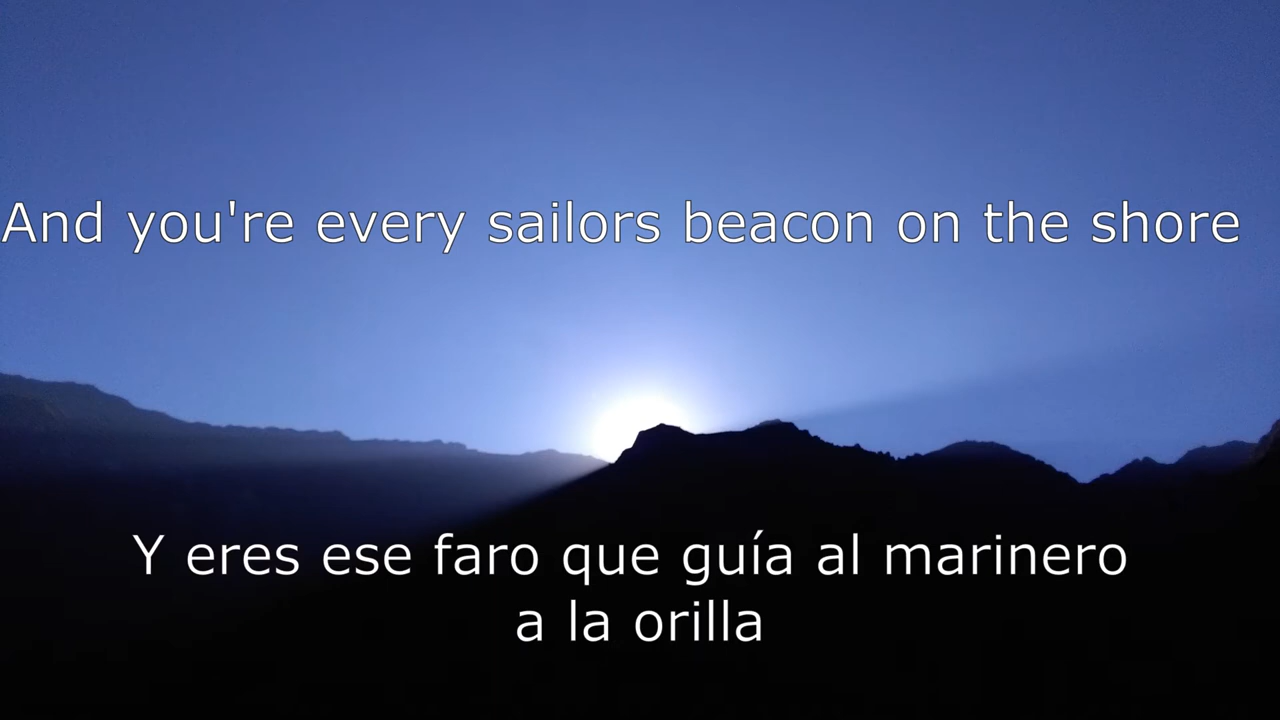 And you're every sailors beacon on the shore
Y eres ese faro que guía al marinero
a la orilla